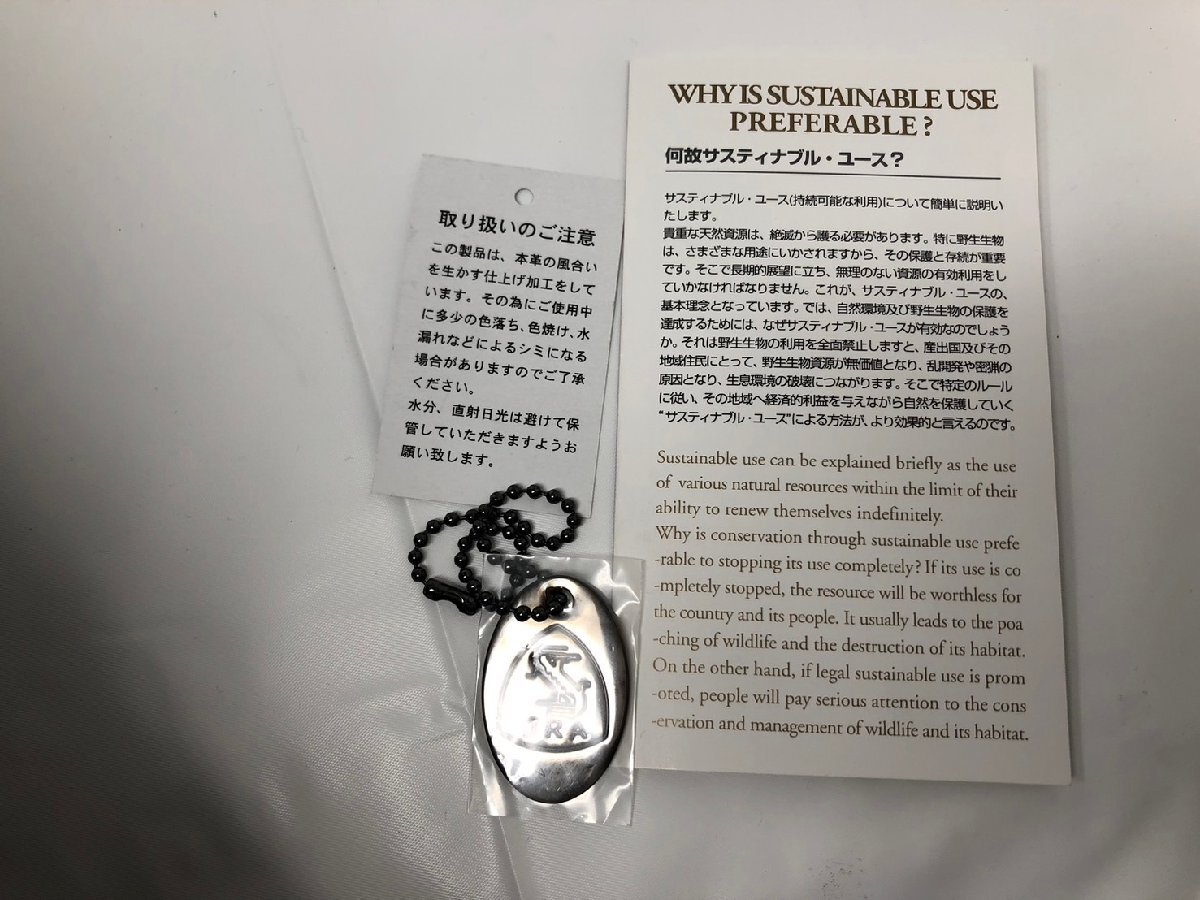 取り扱いのご注意
この製品は、本革の風合い
を生かす仕上げ加工をして
います。その為にご使用中
に多少の色落ち、色焼け、水
漏れなどによるシミになる
場合がありますのでご了承
ください。
水分、直射日光は避けて保
管していただきますようお
願い致します。
WHY IS SUSTAINABLE USE
PREFERABLE?
何故サスティナブル・ユース?
サスティナブル・ユース(持続可能な利用)について簡単に説明い
たします。
貴重な天然資源は、絶滅から護る必要があります。特に野生生物
は、さまざまな用途にいかされますから、その保護と存続が重要
です。そこで長期的展望に立ち、無理のない資源の有効利用をし
ていかなければなりません。これが、サスティナブル・ユースの、
基本理念となっています。では、自然環境及び野生生物の保護を
達成するためには、なぜサスティナブル・ユースが有効なのでしょう
か。それは野生生物の利用を全面禁止しますと、産出国及びその
地域住民にとって、野生生物資源が無価値となり、乱開発や密猟の
原因となり、生息環境の破壊につながります。そこで特定のルール
に従い、その地域へ経済的利益を与えながら自然を保護していく
“サスティナブル・ユース”による方法が、より効果的と言えるのです。
Sustainable use can be explained briefly as the use
of various natural resources within the limit of their
ability to renew themselves indefinitely.
Why is conservation through sustainable use prefe
-rable to stopping its use completely? If its use is co
-mpletely stopped, the resource will be worthless for
the country and its people. It usually leads to the poa
-ching of wildlife and the destruction of its habitat.
On the other hand, if legal sustainable use is prom
-oted, people will pay serious attention to the cons
-ervation and management of wildlife and its habitat.
JRA